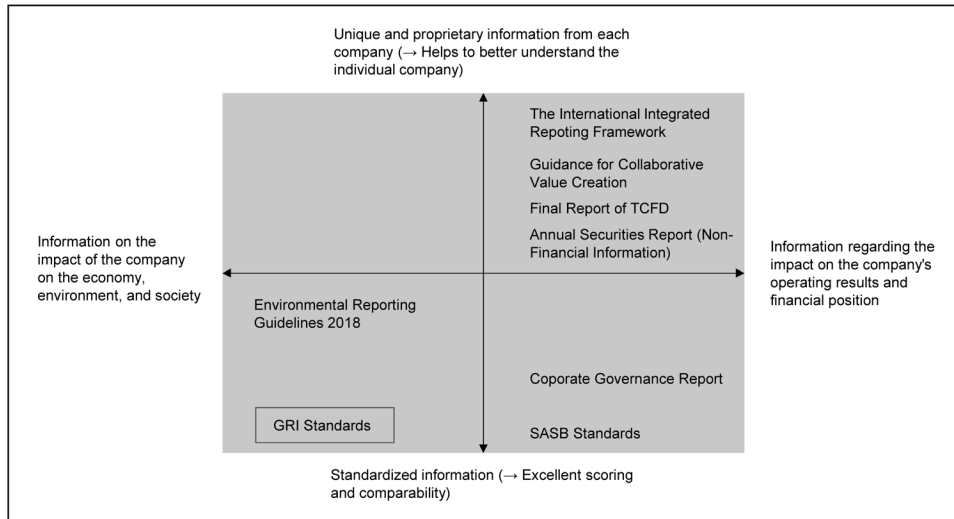 Unique and proprietary information from each
company (→ Helps to better understand the
individual company)
The International Integrated
Repoting Framework
Guidance for Collaborative
Value Creation
Final Report of TCFD
Annual Securities Report (Non-
Financial Information)
Information on the
impact of the company
on the economy,
environment, and society
Information regarding the
impact on the company's
operating results and
financial position
Environmental Reporting
Guidelines 2018
Coporate Governance Report
GRI Standards
SASB Standards
Standardized information (→ Excellent scoring
and comparability)